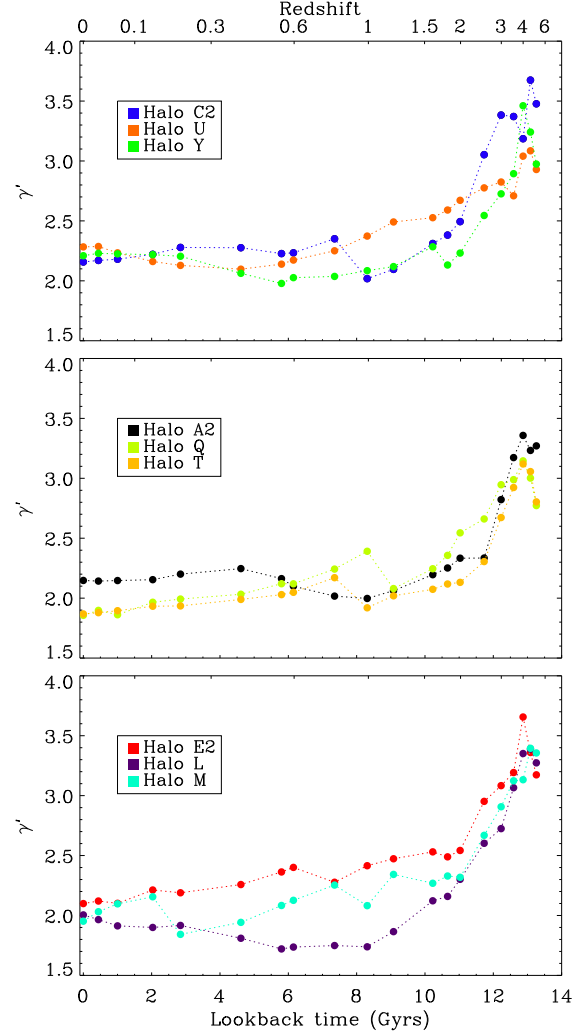 Redshift
0 0.1 0.3 0.6 1 1.5 2 3 4 6
4.0
3.5
3.0
2.5
2.0
1.5
γ′
Halo C2
Halo U
Halo Y
4.0
3.5
3.0
2.5
2.0
1.5
γ′
Halo A2
Halo Q
Halo T
4.0
3.5
3.0
2.5
2.0
1.5
γ′
Halo E2
Halo L
Halo M
0 2 4 6 8 10 12 14
Lookback time (Gyrs)